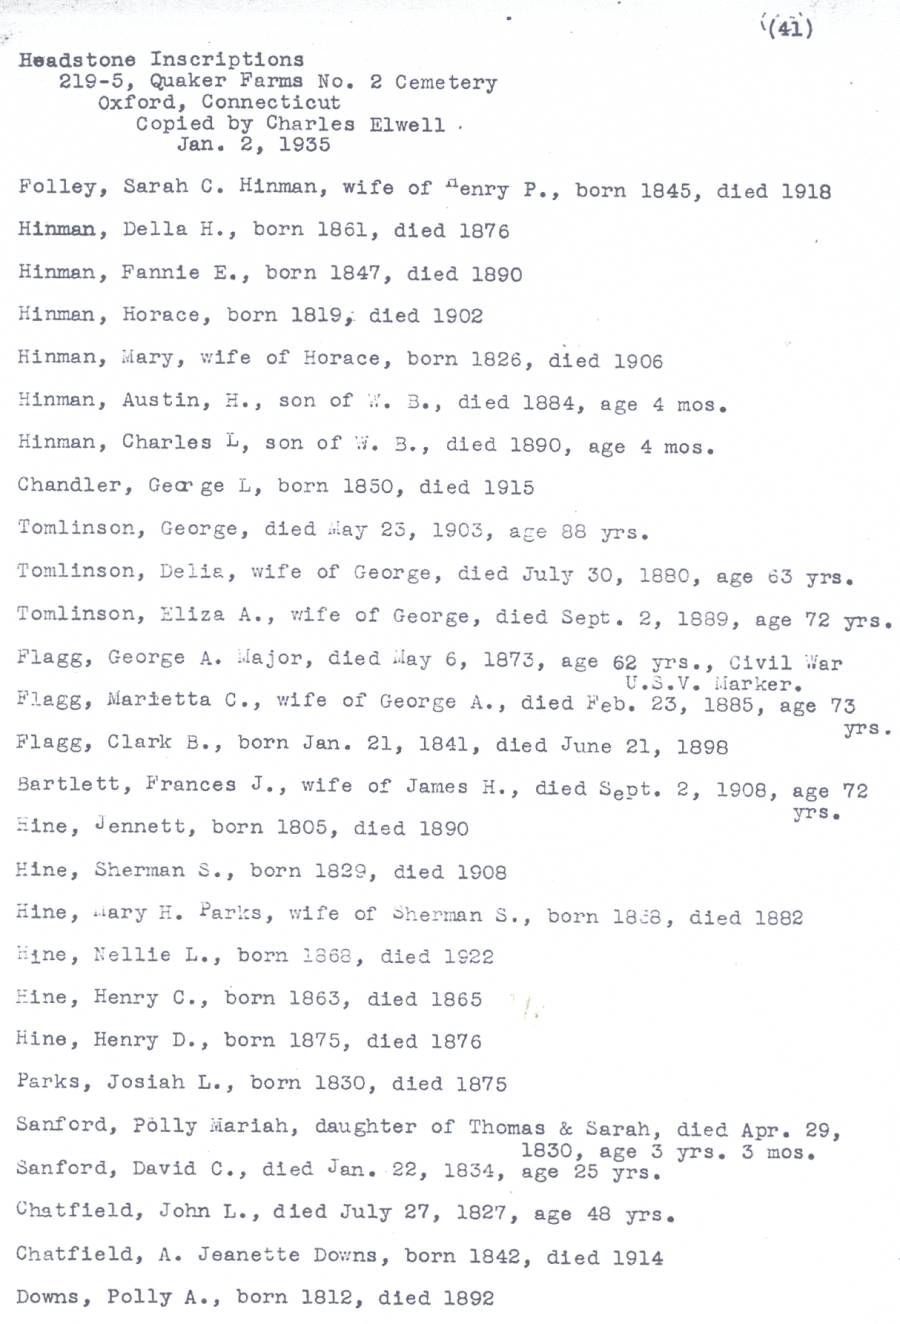 (41)
Headstone Inscriptions
219-5, Quaker Farms No. 2 Cemetery
Oxford, Connecticut
Copied by Charles Elwell .
Jan. 2, 1935
Folley, Sarah C. Hinman, wife of Henry P., born 1845, died 1918
Hinman, Della H., born 1861, died 1876
Hinman, Fannie E., born 1847, died 1890
Hinman, Horace, born 1819, died 1902
Hinman, Mary, wife of Horace, born 1826, died 1906
Hinman, Austin, H., son of W. B., died 1884, age 4 mos.
Hinman, Charles L, son of W. B., died 1890, age 4 mos.
Chandler, George L, born 1850, died 1915
Tomlinson, George, died May 23, 1903, age 88 yrs.
Tomlinson, Delia, wife of George, died July 30, 1880, age 63 yrs.
Tomlinson, Eliza A., wife of George, died Sept. 2, 1889, age 72 yrs.
Flagg, George A. Major, died May 6, 1873, age 62 yrs., Civil War
U.S.V. Marker.
Flagg, Marietta C., wife of George A., died Feb. 23, 1885, age 73
yrs.
Flagg, Clark B., born Jan. 21, 1841, died June 21, 1898
Bartlett, Frances J., wife of James H., died Sept. 2, 1908, age 72
yrs.
Hine, Jennett, born 1805, died 1890
Hine, Sherman S., born 1829, died 1908
Hine, Mary H. Parks, wife of Sherman S., born died 1882
Hine, Nellie L., born 1868, died 1922
Hine, Henry C., born 1863, died 1865
Hine, Henry D., born 1875, died 1876
Parks, Josiah L., born 1830, died 1875
Sanford, Polly Mariah, daughter of Thomas & Sarah, died Apr. 29,
1830, age 3 yrs. 3 mos.
Sanford, David C., died Jan. 22, 1834, age 25 yrs.
Chatfield, John L., died July 27, 1827, age 48 yrs.
Chatfield, A. Jeanette Downs, born 1842, died 1914
Downs, Polly A., born 1812, died 1892